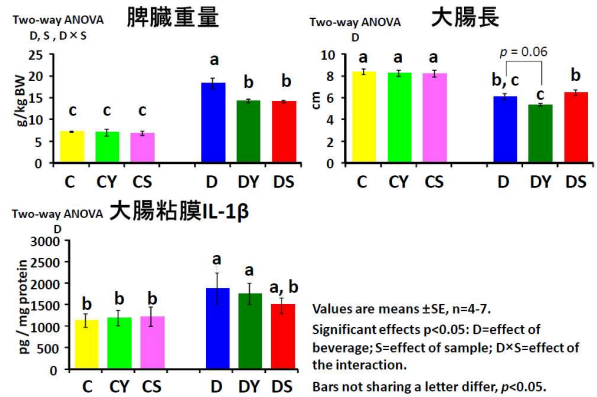 Two-way ANOVA 脾臓重量
D, S , D×S
g/kg BW
25
20
15
10
5
0
c c c a b b
C CY CS D DY DS
Two-way ANOVA 大腸長
D
cm
10
8
6
4
2
0
a a a b, c c b
p = 0.06
C CY CS D DY DS
Two-way ANOVA 大腸粘膜IL-1β
D
pg / mg protein
3000
2500
2000
1500
1000
500
0
b b b a a a, b
C CY CS D DY DS
Values are means ±SE, n=4-7.
Significant effects p<0.05: D=effect of
beverage; S=effect of sample; D×S=effect of
the interaction.
Bars not sharing a letter differ, p<0.05.